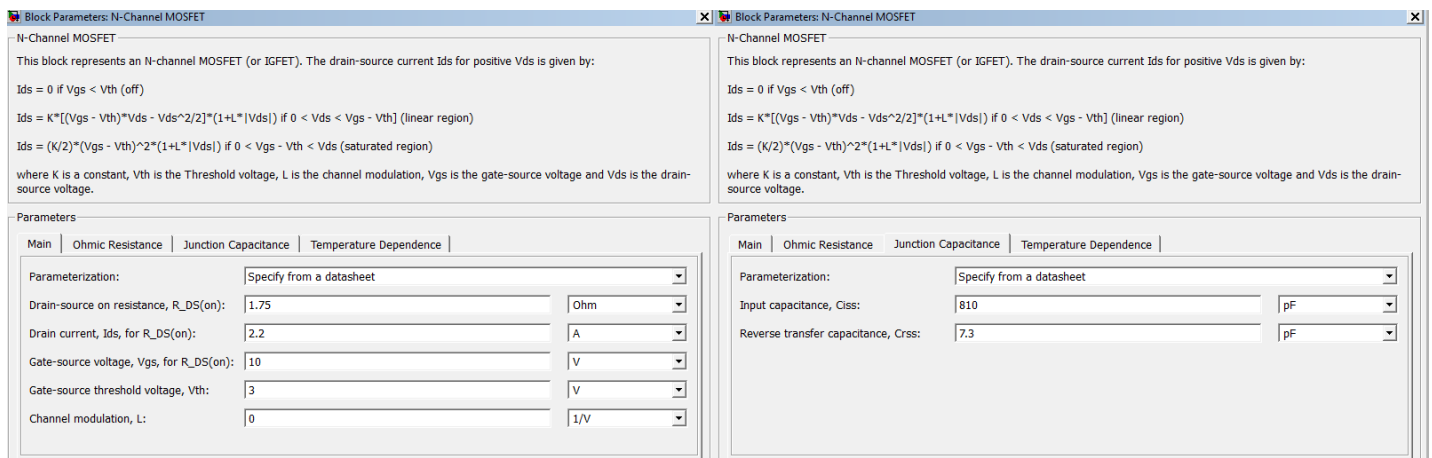 Block Parameters: N-Channel MOSFET
N-Channel MOSFET
This block represents an N-channel MOSFET (or IGFET). The drain-source current Ids for positive Vds is given by:
Ids = 0 if Vgs < Vth (off)
Ids = K*[(Vgs - Vth)*Vds - Vds^2/2]*(1+L*|Vds|) if 0 < Vds < Vgs - Vth] (linear region)
Ids = (K/2)*(Vgs - Vth)^2*(1+L*|Vds|) if 0 < Vgs - Vth < Vds (saturated region)
where K is a constant, Vth is the Threshold voltage, L is the channel modulation, Vgs is the gate-source voltage and Vds is the drain-
source voltage.
Parameters
Main Ohmic Resistance Junction Capacitance Temperature Dependence
Parameterization: Specify from a datasheet
Drain-source on resistance, R_DS(on): 1.75 Ohm
Drain current, Ids, for R_DS(on): 2.2 A
Gate-source voltage, Vgs, for R_DS(on): 10 V
Gate-source threshold voltage, Vth: 3 V
Channel modulation, L: 0 1/V
Block Parameters: N-Channel MOSFET
N-Channel MOSFET
This block represents an N-channel MOSFET (or IGFET). The drain-source current Ids for positive Vds is given by:
Ids = 0 if Vgs < Vth (off)
Ids = K*[(Vgs - Vth)*Vds - Vds^2/2]*(1+L*|Vds|) if 0 < Vds < Vgs - Vth] (linear region)
Ids = (K/2)*(Vgs - Vth)^2*(1+L*|Vds|) if 0 < Vgs - Vth < Vds (saturated region)
where K is a constant, Vth is the Threshold voltage, L is the channel modulation, Vgs is the gate-source voltage and Vds is the drain-
source voltage.
Parameters
Main Ohmic Resistance Junction Capacitance Temperature Dependence
Parameterization: Specify from a datasheet
Input capacitance, Ciss: 810 pF
Reverse transfer capacitance, Crss: 7.3 pF